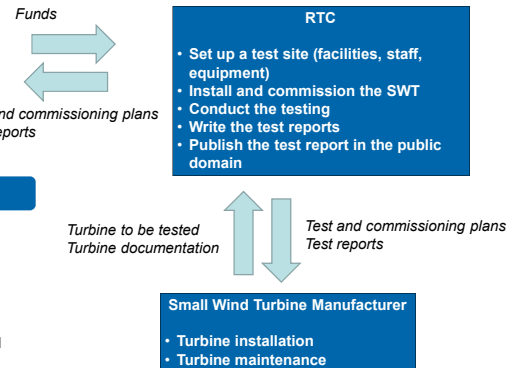 Funds
RTC
• Set up a test site (facilities, staff,
equipment)
• Install and commission the SWT
• Conduct the testing
• Write the test reports
• Publish the test report in the public
domain
commissioning plans
Turbine to be tested
Turbine documentation
Test and commissioning plans
Test reports
Small Wind Turbine Manufacturer
• Turbine installation
• Turbine maintenance